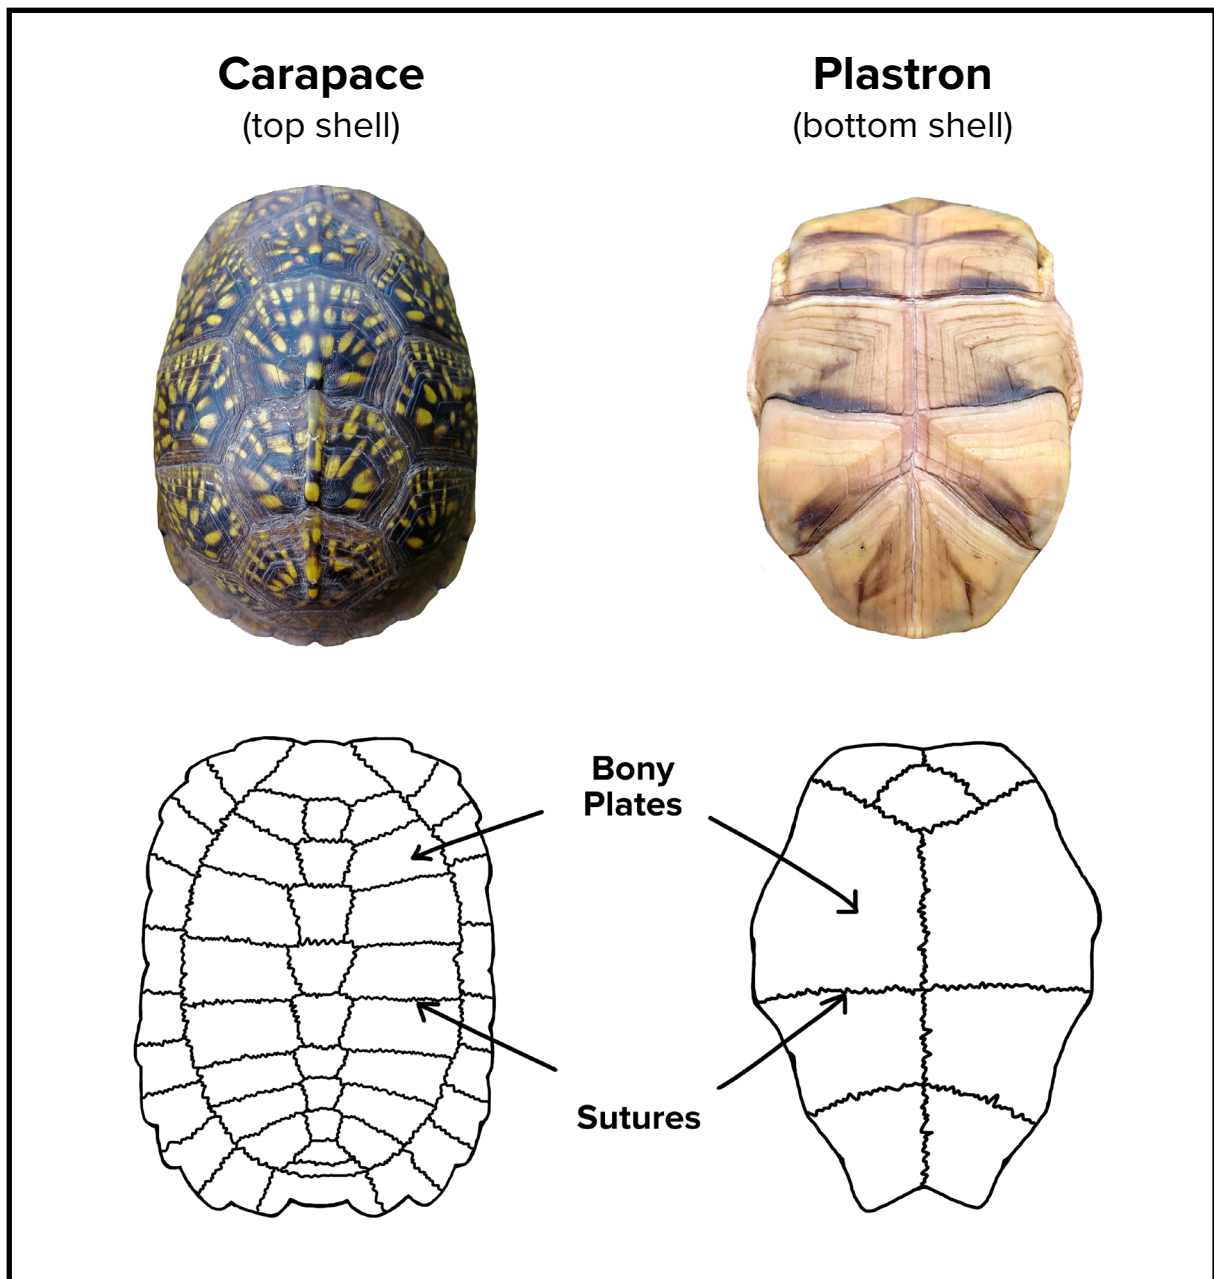 Carapace
(top shell)
Plastron
(bottom shell)
Bony
Plates
Sutures